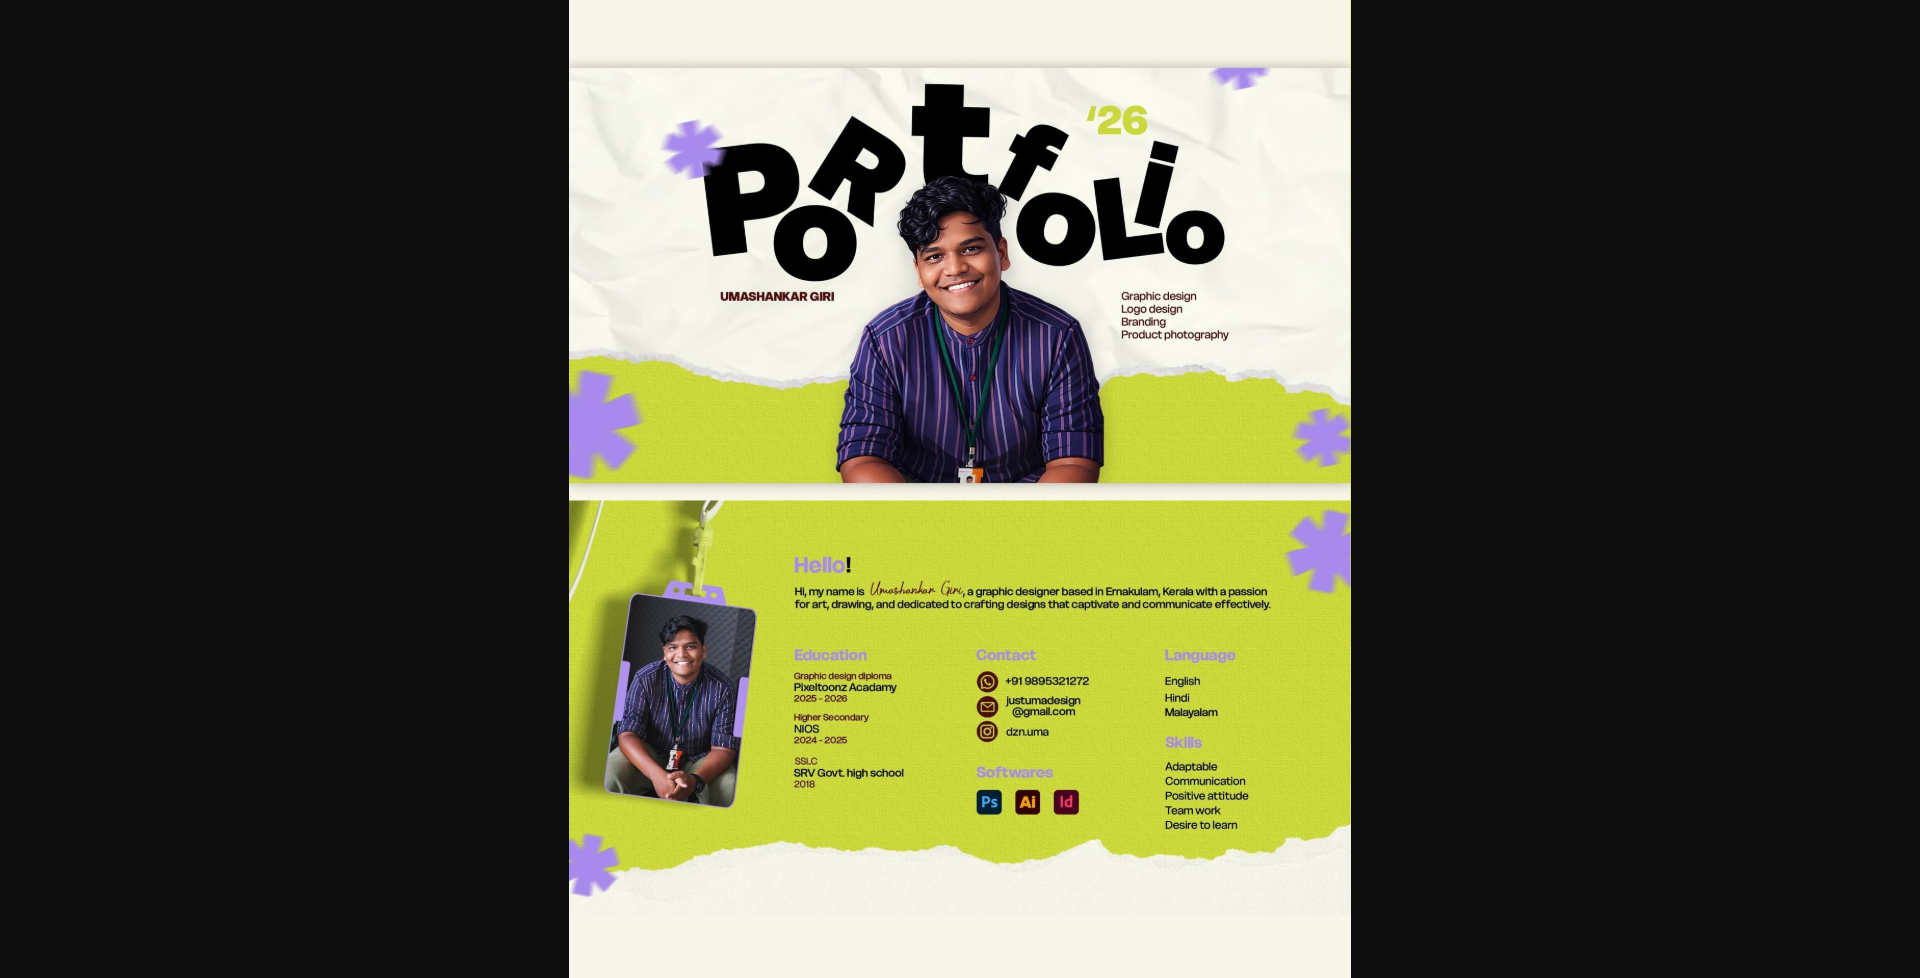 PoRtfoLio
‘26
UMASHANKAR GIRI
Graphic design
Logo design
Branding
Product photography
Hello!
Hi, my name is Umashankar Giri, a graphic designer based in Ernakulam, Kerala with a passion
for art, drawing, and dedicated to crafting designs that captivate and communicate effectively.
Education
Graphic design diploma
Pixeltoonz Acadamy
2025 - 2026
Higher Secondary
NIOS
2024 - 2025
SSLC
SRV Govt. high school
2018
Contact
+91 9895321272
justumadesign
@gmail.com
dzn.uma
Softwares
Ps
Ai
Id
Language
English
Hindi
Malayalam
Skills
Adaptable
Communication
Positive attitude
Team work
Desire to learn